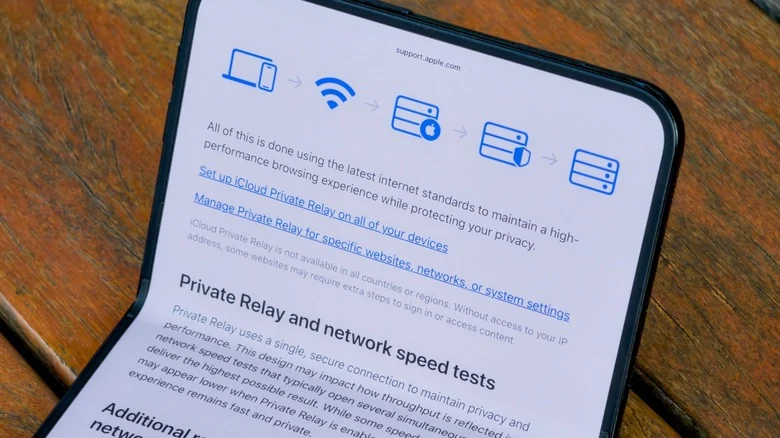 support.apple.com
All of this is done using the latest internet standards to maintain a high-
performance browsing experience while protecting your privacy.
Set up iCloud Private Relay on all of your devices
Manage Private Relay for specific websites, networks, or system settings
iCloud Private Relay is not available in all countries or regions. Without access to your IP
address, some websites may require extra steps to sign in or access content.
Private Relay and network speed tests
Private Relay uses a single, secure connection to maintain privacy and
performance. This design may impact how throughput is reflected in
network speed tests that typically open several simultaneous
deliver the highest possible result. While some speed
may appear lower when Private Relay is enable
experience remains fast and private.
Additional
network